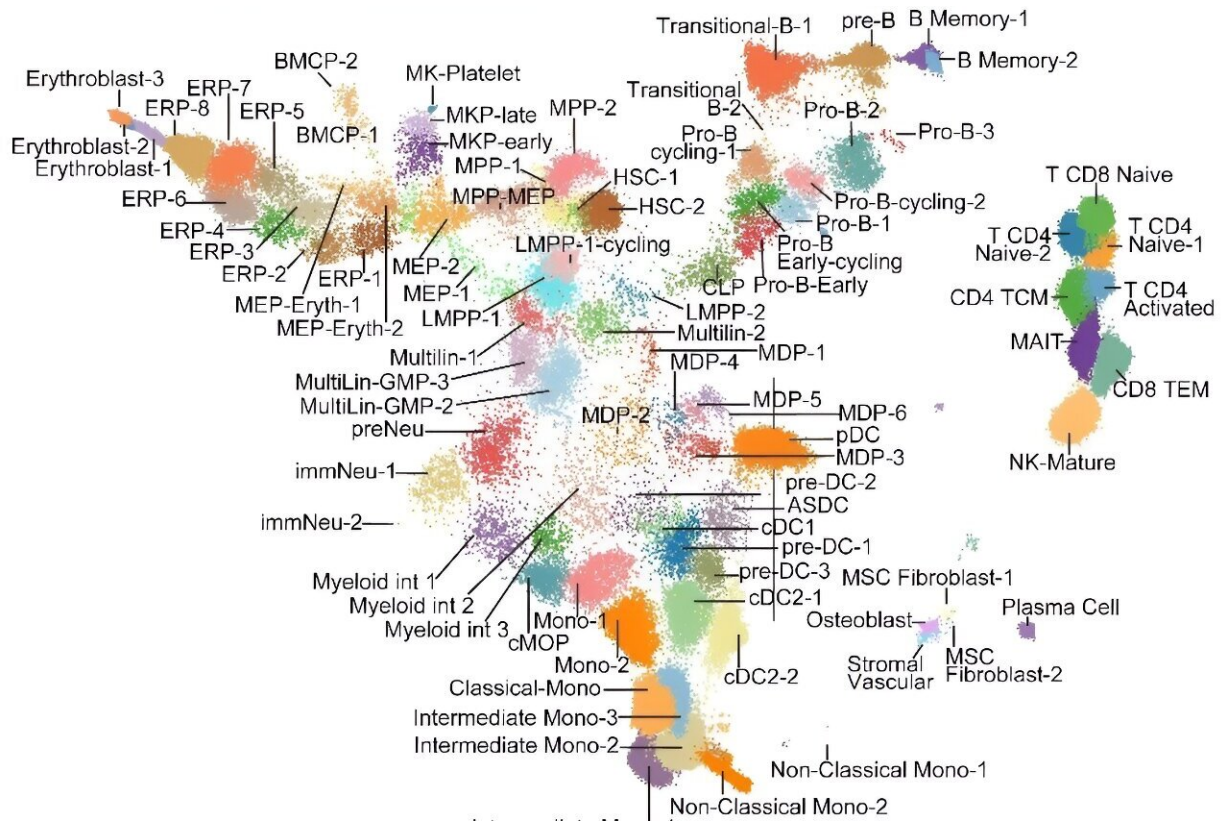 Transitional-B-1
pre-B
B Memory-1
B Memory-2
BMCP-2
MK-Platelet
Erythroblast-3
ERP-7
ERP-8
ERP-5
BMCP-1
MKP-late
MKP-early
MPP-2
Transitional
B-2
Pro-B-2
Pro-B-3
Pro-B
cycling-1
Erythroblast-2
Erythroblast-1
MPP-1
HSC-1
T CD8 Naive
ERP-6
MPP-MEP
HSC-2
Pro-B-cycling-2
Pro-B-1
ERP-4
ERP-3
ERP-2
ERP-1
LMPP-1-cycling
Pro-B
Early-cycling
T CD4
Naive-2
T CD4
Naive-1
MEP-2
MEP-1
CLP
Pro-B-Early
MEP-Eryth-1
MEP-Eryth-2
LMPP-1
LMPP-2
Multilin-2
CD4 TCM
T CD4
Activated
Multilin-1
MDP-4
MDP-1
MAIT
MultiLin-GMP-3
MultiLin-GMP-2
CD8 TEM
MDP-5
MDP-2
MDP-6
preNeu
pDC
MDP-3
NK-Mature
immNeu-1
pre-DC-2
ASDC
immNeu-2
cDC1
pre-DC-1
Myeloid int 1
Myeloid int 2
Myeloid int 3
pre-DC-3
cDC2-1
MSC Fibroblast-1
Osteoblast
Plasma Cell
cMOP
Mono-1
Mono-2
cDC2-2
Stromal
Vascular
MSC
Fibroblast-2
Classical-Mono
Intermediate Mono-3
Intermediate Mono-2
Non-Classical Mono-1
Non-Classical Mono-2